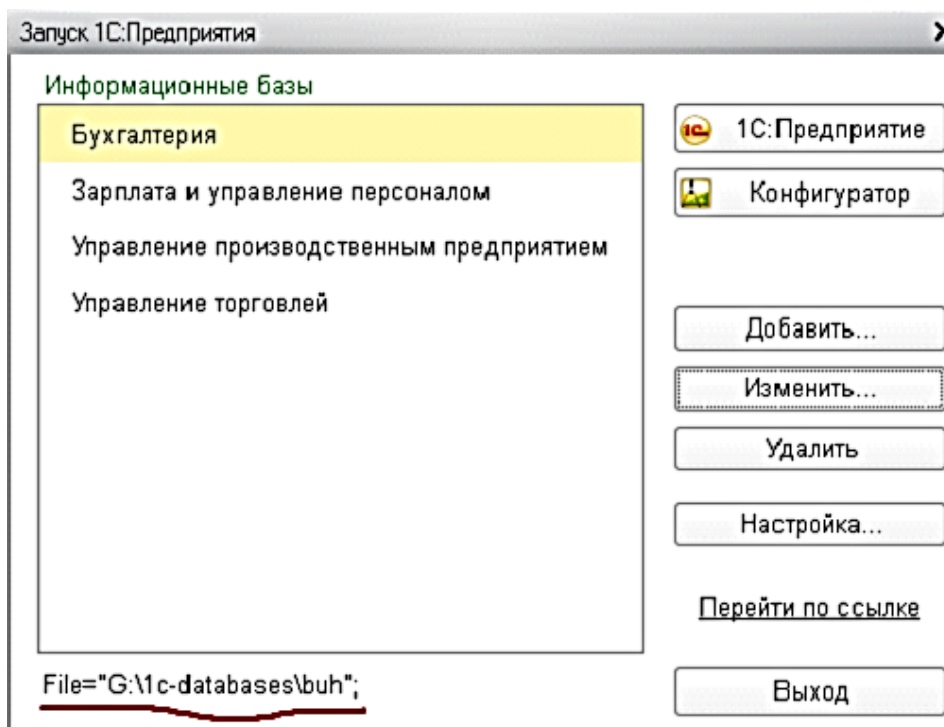 Запуск 1С:Предприятия
Информационные базы
Бухгалтерия
Зарплата и управление персоналом
Управление производственным предприятием
Управление торговлей
1С:Предприятие
Конфигуратор
Добавить...
Изменить...
Удалить
Настройка...
Перейти по ссылке
Выход
File="G:\1c-databases\buh";